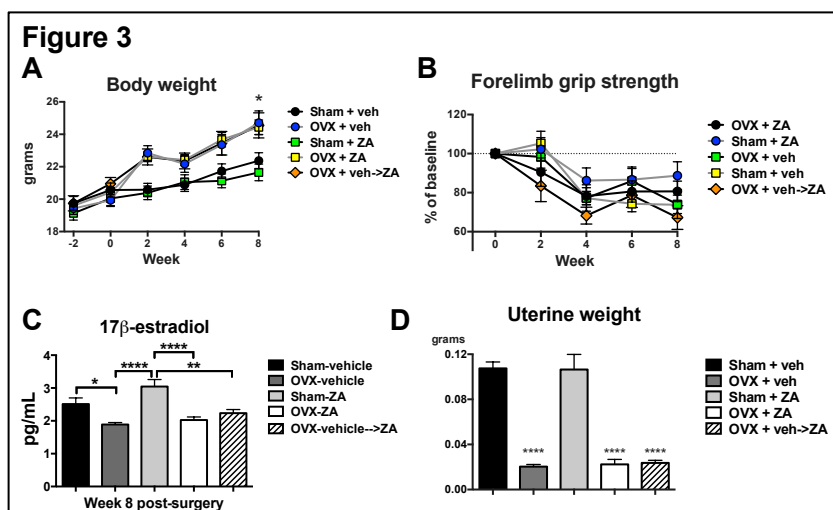 Figure 3
A
Body weight
grams
26
24
22
20
18
-2 0 2 4 6 8
Week
*
Sham + veh
OVX + veh
Sham + ZA
OVX + ZA
OVX + veh->ZA
B
Forelimb grip strength
% of baseline
120
100
80
60
0 2 4 6 8
Week
OVX + ZA
Sham + ZA
OVX + veh
Sham + veh
OVX + veh->ZA
C
17β-estradiol
pg/mL
4
3
2
1
0
* **** **** **
Week 8 post-surgery
Sham-vehicle
OVX-vehicle
Sham-ZA
OVX-ZA
OVX-vehicle-->ZA
D
Uterine weight
grams
0.12
0.08
0.04
0.00
**** **** ****
Sham + veh
OVX + veh
Sham + ZA
OVX + ZA
OVX + veh->ZA